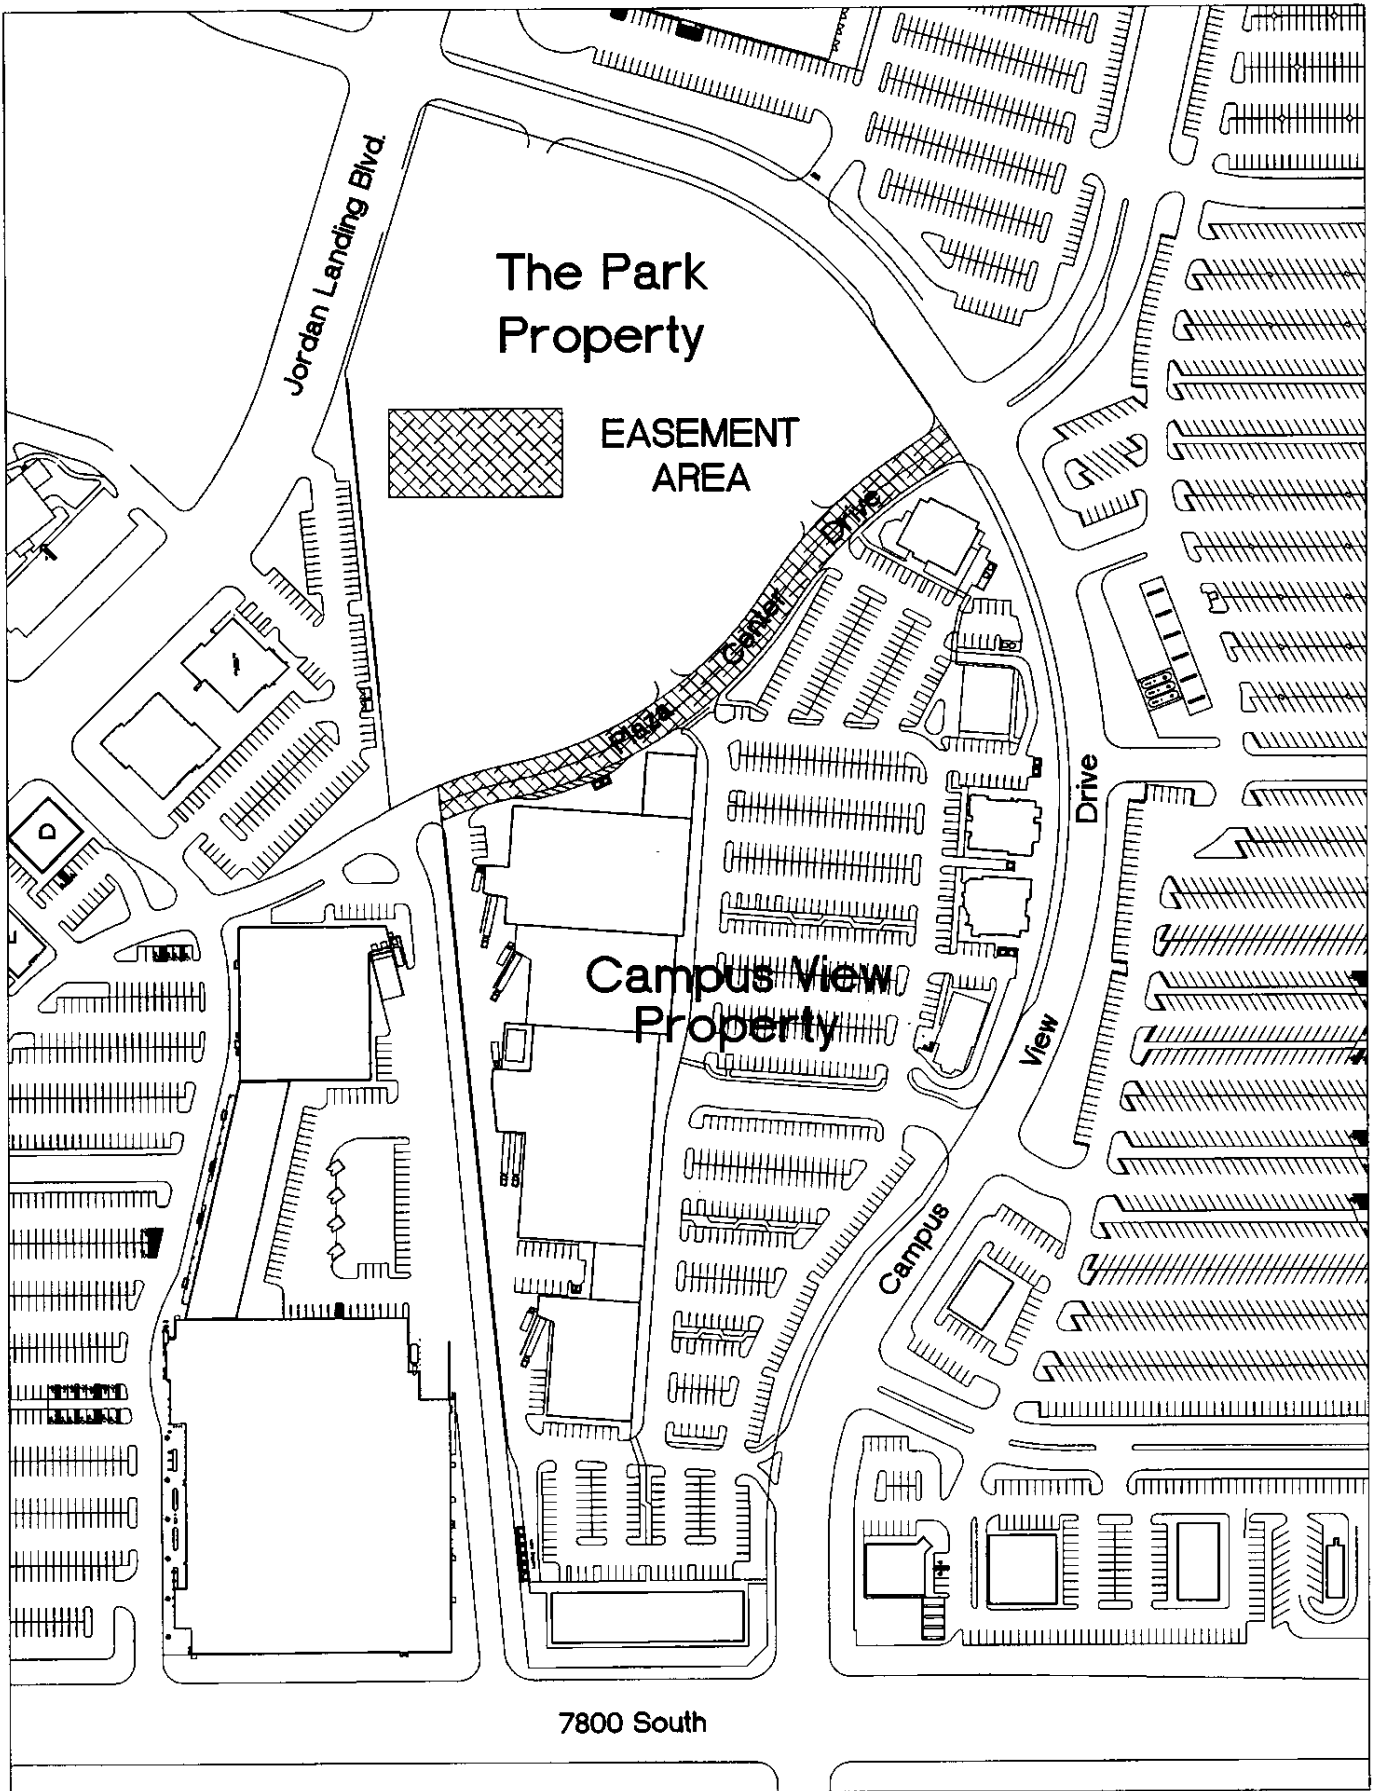 Jordan Landing Blvd.
The Park
Property
EASEMENT
AREA
Plaza Center Drive
D
Campus View
Property
Campus View Drive
7800 South